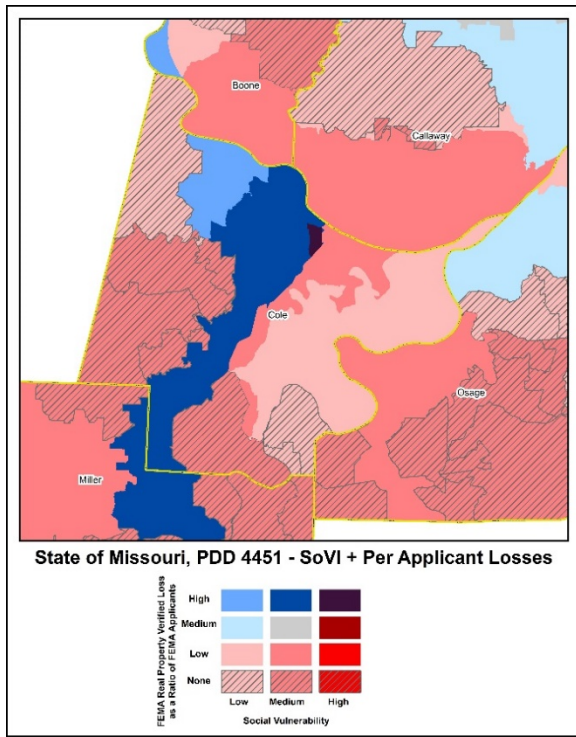 Boone
Callaway
Cole
Osage
Miller
State of Missouri, PDD 4451 - SoVI + Per Applicant Losses
FEMA Real Property Verified Loss
as a Ratio of FEMA Applicants
High
Medium
Low
None
Low Medium High
Social Vulnerability